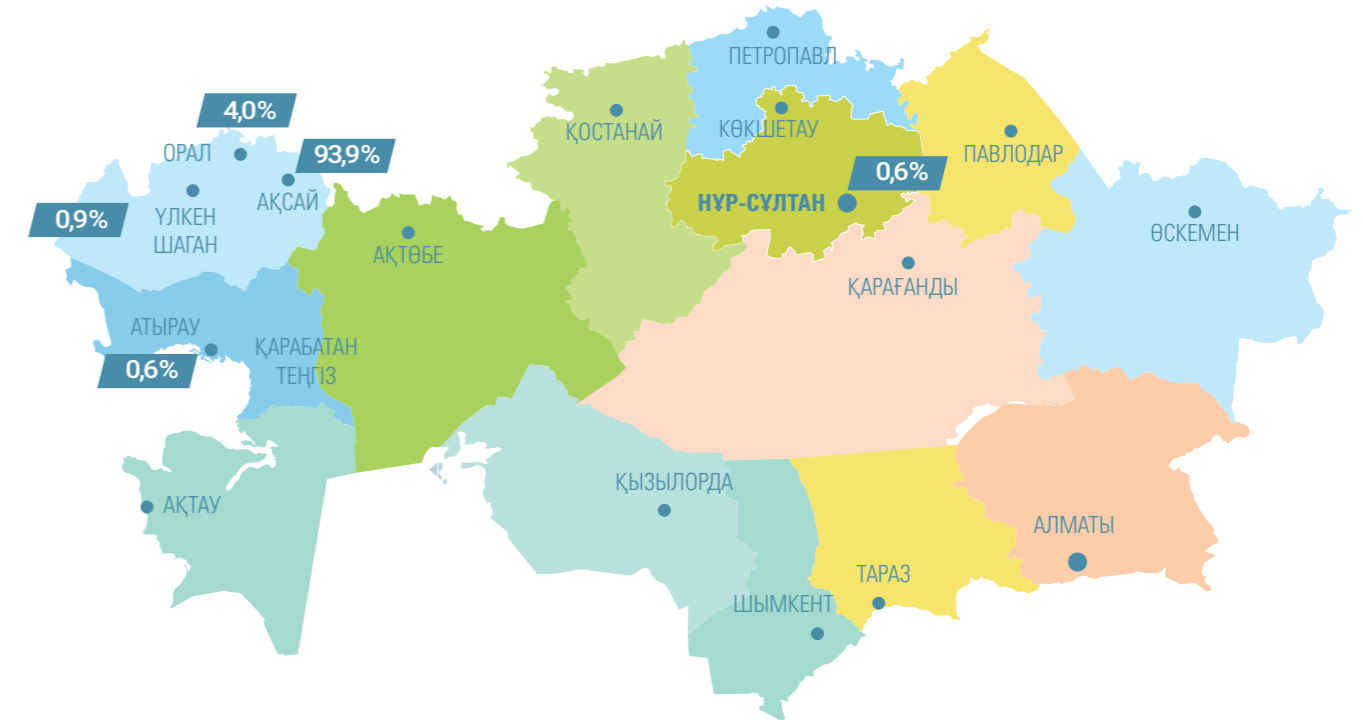 ПЕТРОПАВЛ
4,0%
ҚОСТАНАЙ
КӨКШЕТАУ
ОРАЛ
93,9%
ПАВЛОДАР
0,6%
АҚСАЙ
НҰР-СҰЛТАН
0,9%
ҮЛКЕН
ШАҒАН
ӨСКЕМЕН
АҚТӨБЕ
ҚАРАҒАНДЫ
АТЫРАУ
ҚАРАБАТАН
ТЕҢГІЗ
0,6%
ҚЫЗЫЛОРДА
АҚТАУ
АЛМАТЫ
ТАРАЗ
ШЫМКЕНТ